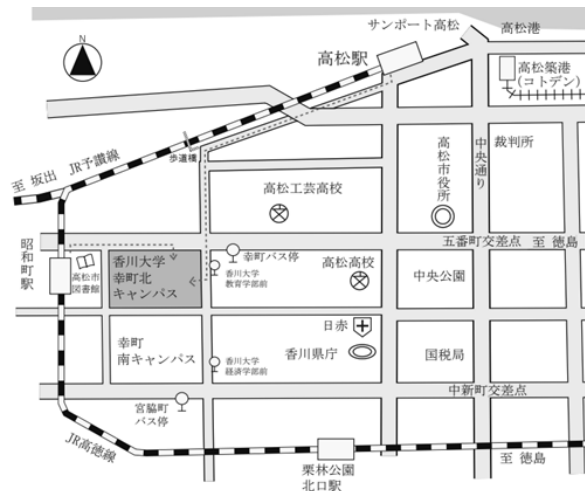 サンポート高松
高松港
N
高松駅
高松築港
(コトデン)
歩道橋
JR予讃線
至 坂出
高松工芸高校
高松市役所
中央通り
裁判所
五番町交差点
至 徳島
昭和町駅
高松市
図書館
香川大学
幸町北
キャンパス
幸町バス停
香川大学
教育学部前
高松高校
中央公園
日赤
香川県庁
国税局
幸町
南キャンパス
香川大学
経済学部前
中新町交差点
宮脇町
バス停
JR高徳線
栗林公園
北口駅
至 徳島